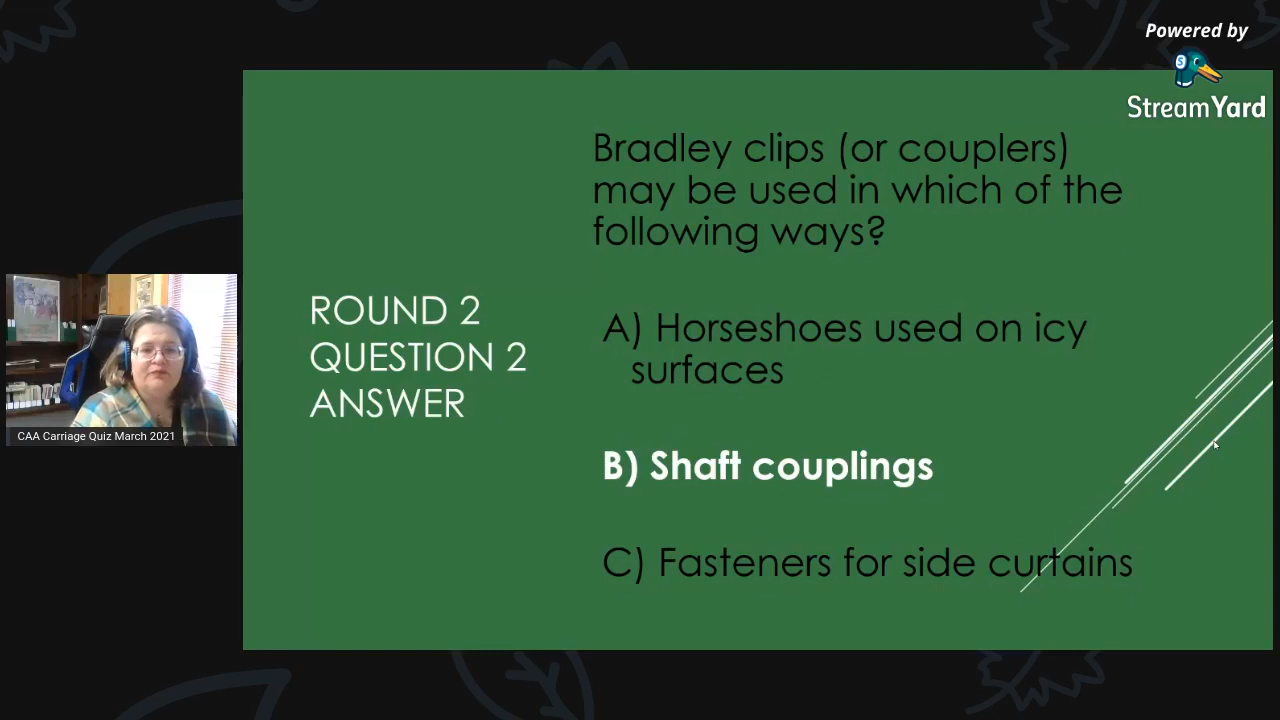 Powered by
StreamYard
Bradley clips (or couplers)
may be used in which of the
following ways?
ROUND 2
QUESTION 2
ANSWER
A) Horseshoes used on icy
surfaces
B) Shaft couplings
C) Fasteners for side curtains
CAA Carriage Quiz March 2021